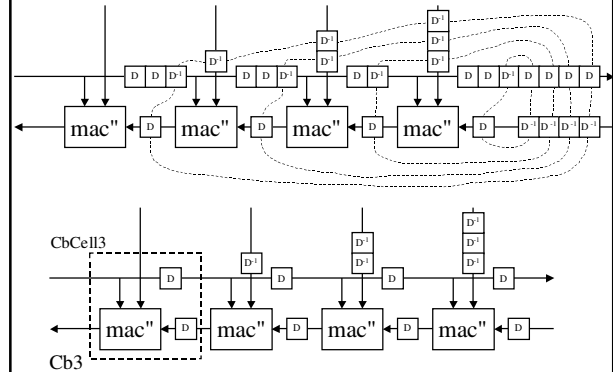 D⁻¹
D⁻¹ D⁻¹
D⁻¹ D⁻¹ D⁻¹
D D D⁻¹ D D D⁻¹ D D⁻¹ D D D⁻¹ D D D D
mac" D mac" D mac" D mac" D D⁻¹ D⁻¹ D⁻¹ D⁻¹
D⁻¹
CbCell3 D⁻¹ D⁻¹
D⁻¹ D⁻¹ D⁻¹
D D D D
mac" D mac" D mac" D mac" D
Cb3